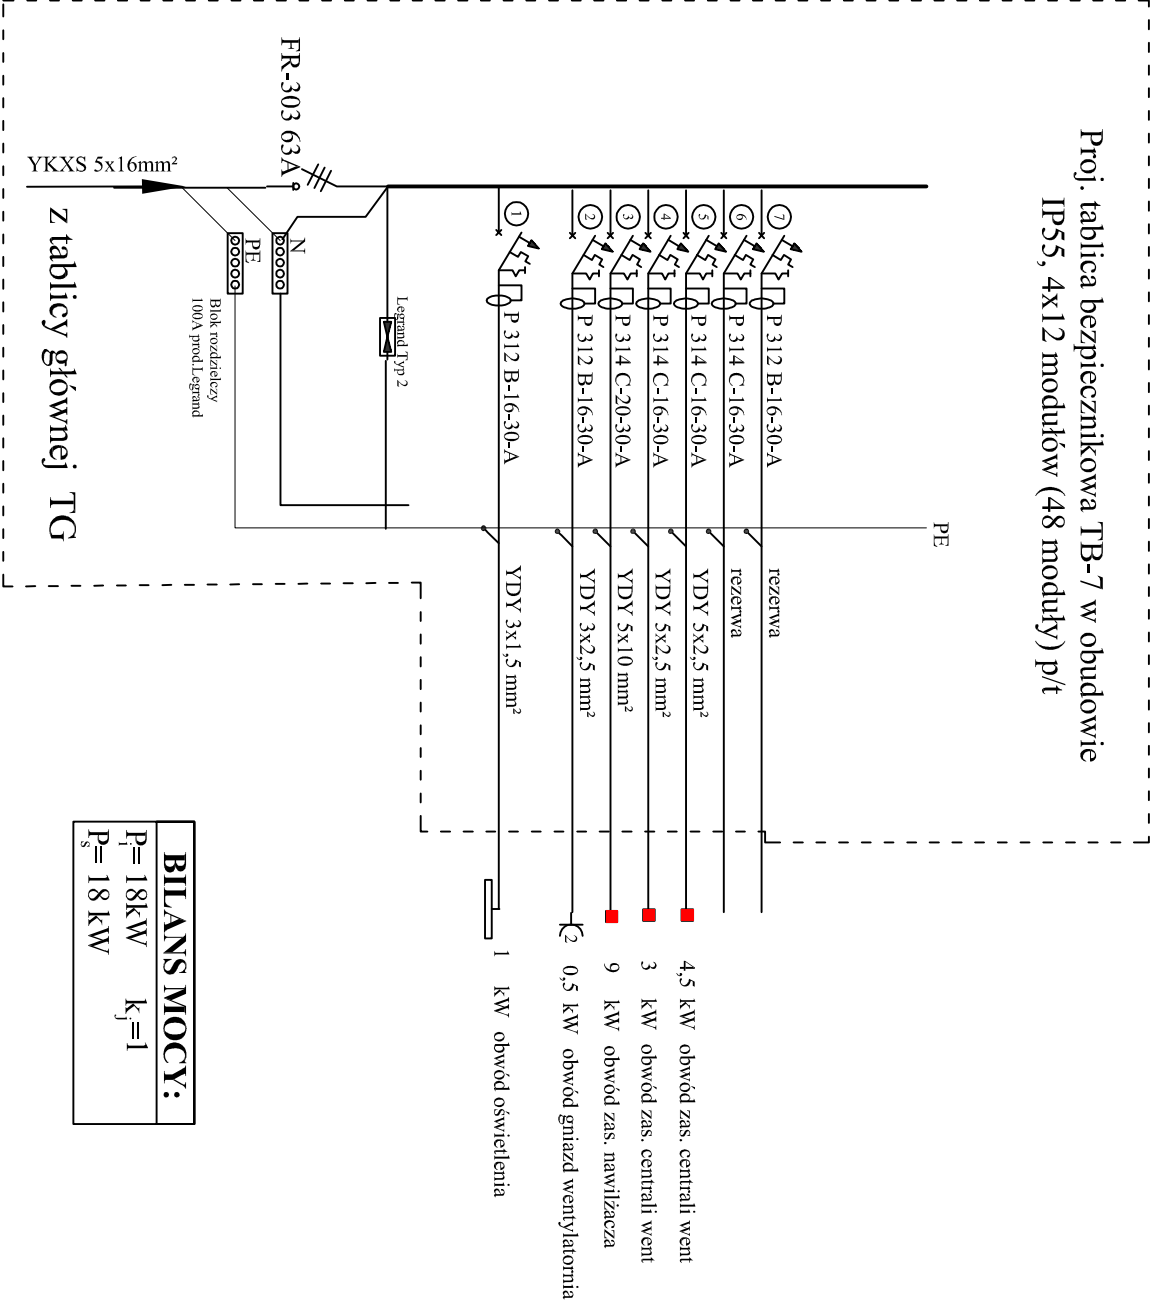 Proj. tablica bezpiecznikowa TB-7 w obudowie
IP55, 4x12 modułów (48 moduły) p/t
PE
7
P 312 B-16-30-A
rezerwa
6
P 314 C-16-30-A
rezerwa
5
P 314 C-16-30-A
YDY 5x2,5 mm²
4,5 kW obwód zas. centrali went
4
P 314 C-16-30-A
YDY 5x2,5 mm²
3 kW obwód zas. centrali went
3
P 314 C-20-30-A
YDY 5x10 mm²
9 kW obwód zas. nawilżacza
2
P 312 B-16-30-A
YDY 3x2,5 mm²
2
0,5 kW obwód gniazd wentylatornia
1
P 312 B-16-30-A
YDY 3x1,5 mm²
1 kW obwód oświetlenia
Legrand Typ 2
FR-303 63A
N
PE
Blok rozdzielczy
100A prod.Legrand
YKXS 5x16mm²
z tablicy głównej TG
BILANS MOCY:
Pi= 18kW kj=1
Ps= 18 kW